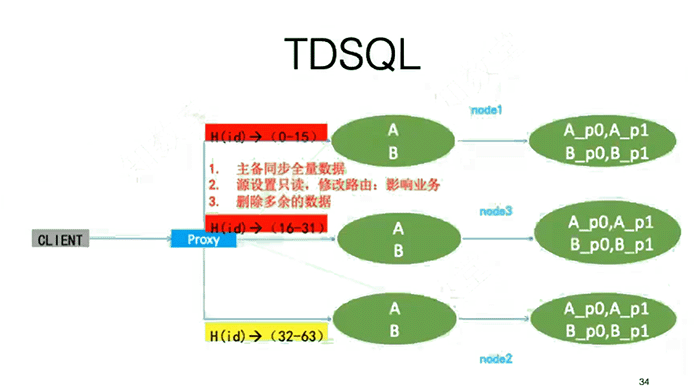 TDSQL
node1
H(id)→（0-15）
A
B
A_p0,A_p1
B_p0,B_p1
1. 主备同步全量数据
2. 源设置只读，修改路由：影响业务
3. 删除多余的数据
node3
H(id)→（16-31）
CLIENT
Proxy
A
B
A_p0,A_p1
B_p0,B_p1
A
B
A_p0,A_p1
B_p0,B_p1
H(id)→（32-63）
node2
34